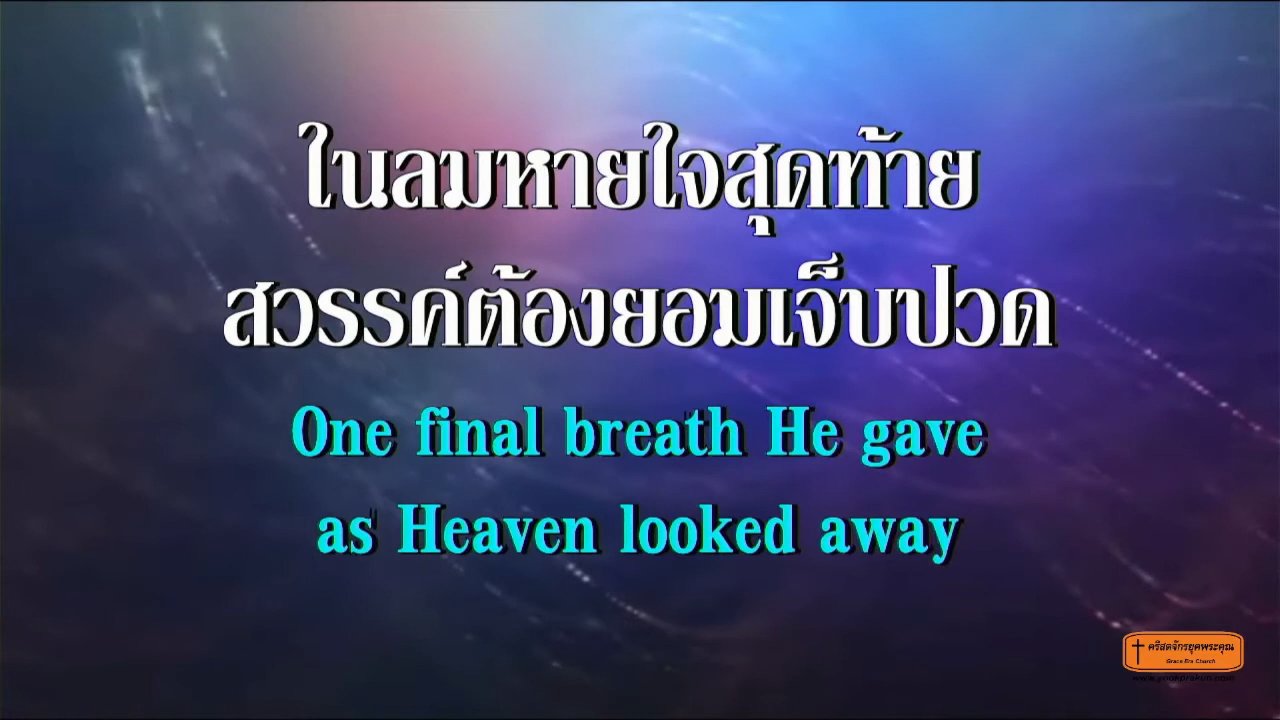 ในลมหายใจสุดท้าย
สวรรค์ต้องยอมเจ็บปวด
One final breath He gave
as Heaven looked away
คริสตจักรยุคพระคุณ
Grace Era Church
www.yookprakun.com